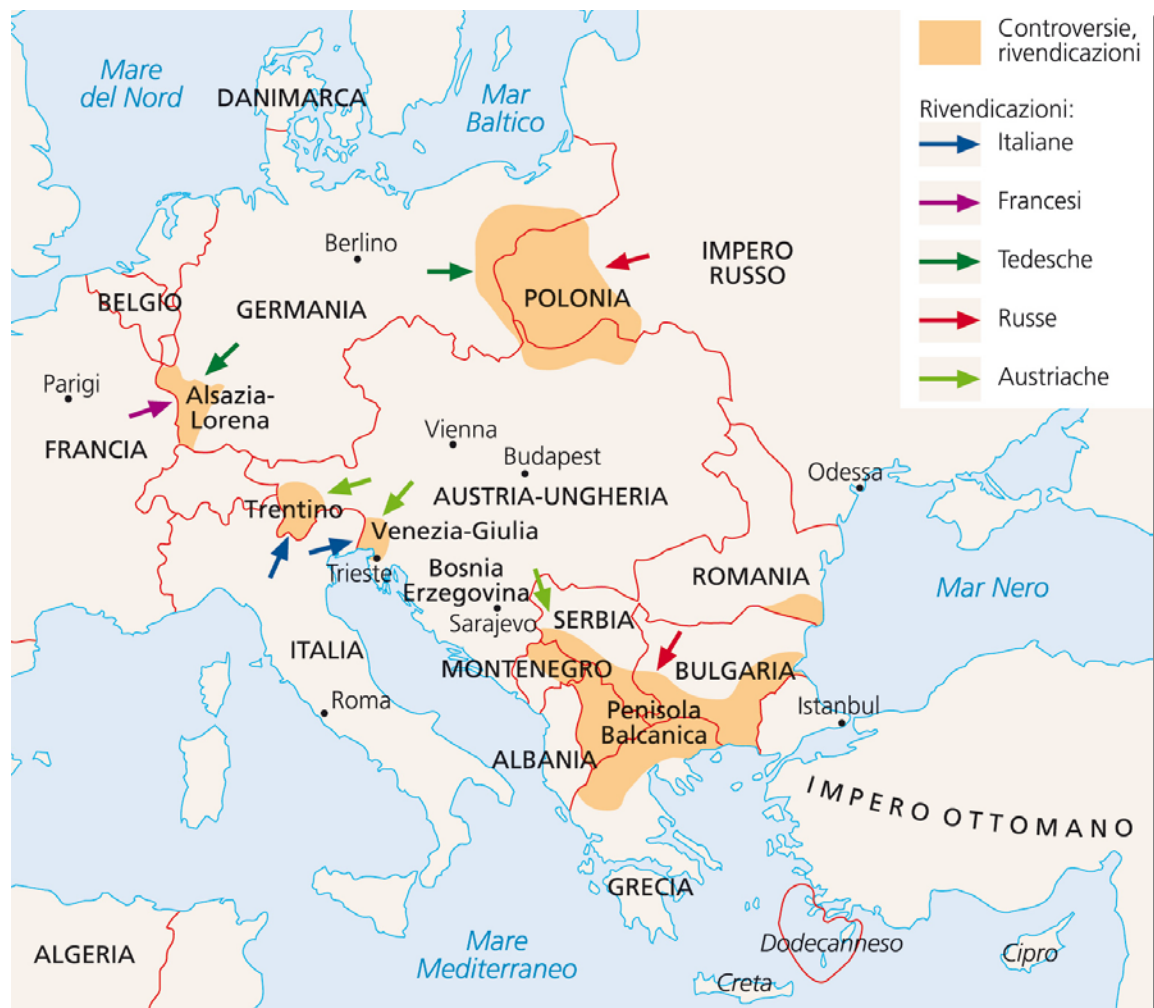 Mare
del Nord
DANIMARCA
Mar
Baltico
Controversie,
rivendicazioni
Rivendicazioni:
Italiane
Francesi
Tedesche
Russe
Austriache
Berlino
IMPERO
RUSSO
BELGIO
GERMANIA
POLONIA
Parigi
Alsazia-
Lorena
FRANCIA
Vienna
Budapest
AUSTRIA-UNGHERIA
Odessa
Trentino
Venezia-Giulia
Trieste
Bosnia
Erzegovina
Sarajevo
SERBIA
ROMANIA
Mar Nero
ITALIA
MONTENEGRO
BULGARIA
Roma
Penisola
Balcanica
Istanbul
ALBANIA
IMPERO OTTOMANO
GRECIA
ALGERIA
Mare
Mediterraneo
Dodecanneso
Creta
Cipro